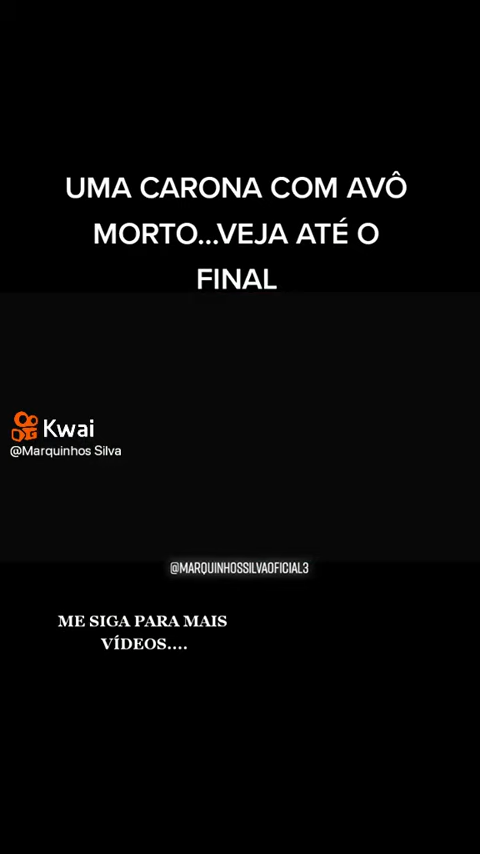 UMA CARONA COM AVÔ
MORTO...VEJA ATÉ O
FINAL
Kwai
@Marquinhos Silva
@MARQUINHOSSILVAOFICIAL3
ME SIGA PARA MAIS
VÍDEOS....